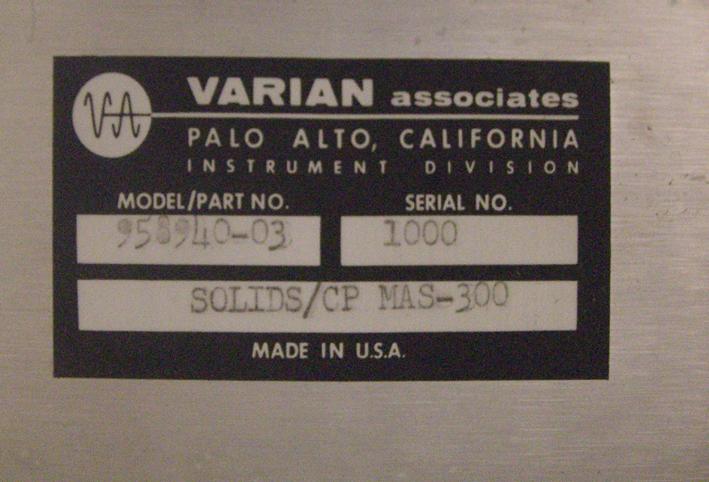 VA
VARIAN associates
PALO ALTO, CALIFORNIA
INSTRUMENT DIVISION
MODEL/PART NO. SERIAL NO.
958940-03 1000
SOLIDS/CP MAS-300
MADE IN U.S.A.